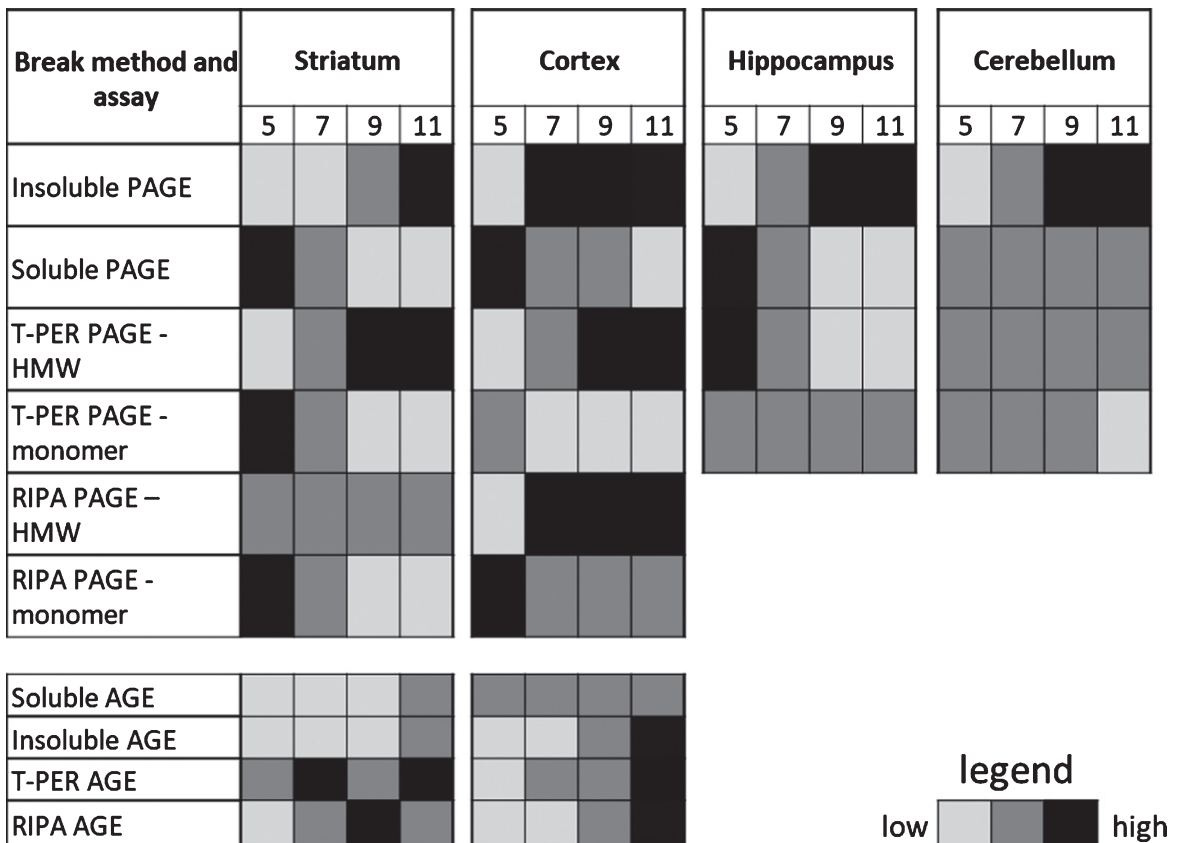 Break method and
assay
Striatum
Cortex
Hippocampus
Cerebellum
5 7 9 11
5 7 9 11
5 7 9 11
5 7 9 11
Insoluble PAGE
Soluble PAGE
T-PER PAGE -
HMW
T-PER PAGE -
monomer
RIPA PAGE –
HMW
RIPA PAGE -
monomer
Soluble AGE
Insoluble AGE
T-PER AGE
RIPA AGE
legend
low high